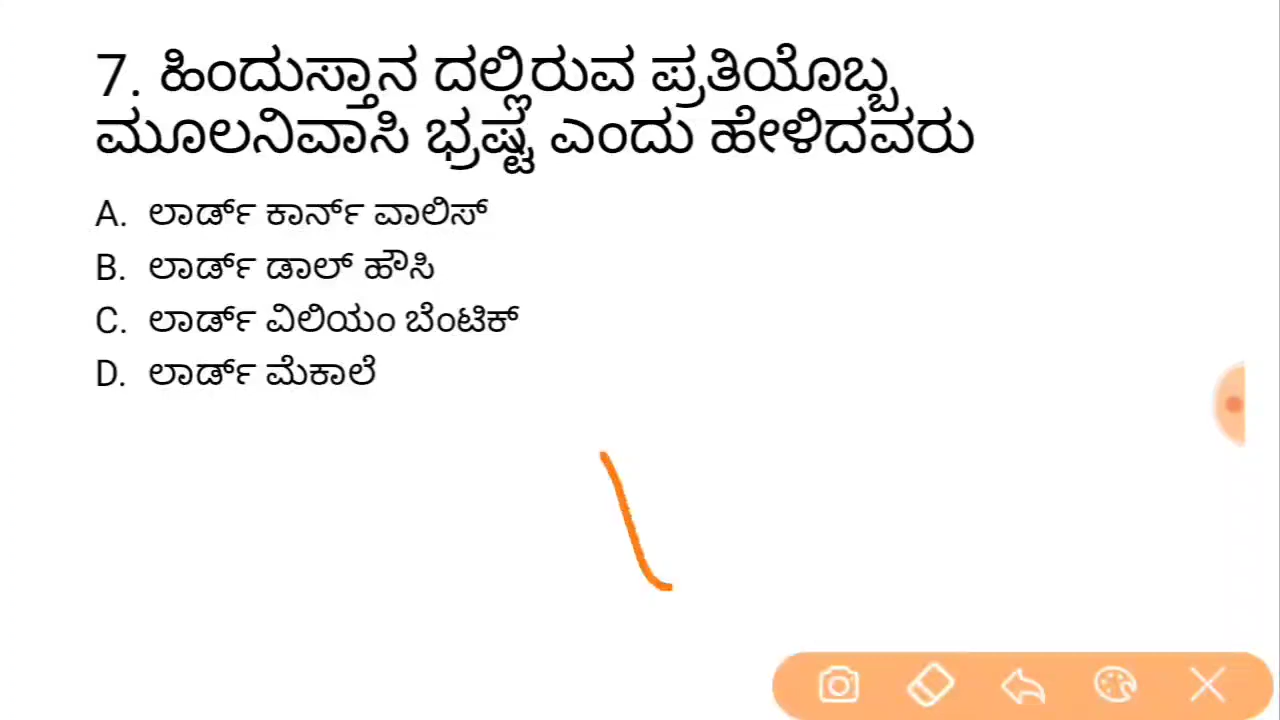 7. ಹಿಂದುಸ್ತಾನ ದಲ್ಲಿರುವ ಪ್ರತಿಯೊಬ್ಬ
ಮೂಲನಿವಾಸಿ ಭ್ರಷ್ಟ ಎಂದು ಹೇಳಿದವರು
A. ಲಾರ್ಡ್ ಕಾರ್ನ್ ವಾಲಿಸ್
B. ಲಾರ್ಡ್ ಡಾಲ್ ಹೌಸಿ
C. ಲಾರ್ಡ್ ವಿಲಿಯಂ ಬೆಂಟಿಕ್
D. ಲಾರ್ಡ್ ಮೆಕಾಲೆ